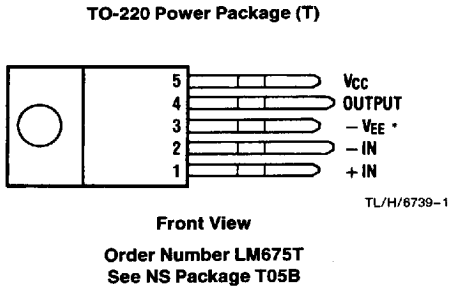 TO-220 Power Package (T)
5 VCC
4 OUTPUT
3 -VEE *
2 -IN
1 +IN
TL/H/6739-1
Front View
Order Number LM675T
See NS Package T05B